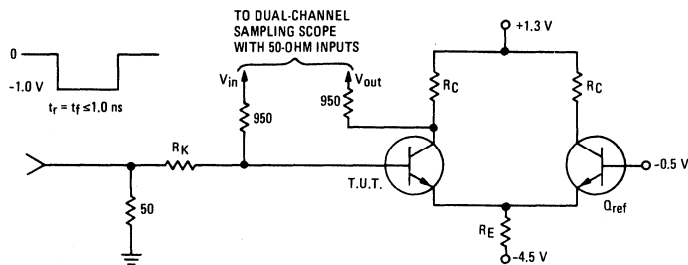 TO DUAL-CHANNEL
SAMPLING SCOPE
WITH 50-OHM INPUTS
+1.3 V
0
-1.0 V
tr = tf ≤1.0 ns
Vin
Vout
950
950
RC
RC
RK
T.U.T.
-0.5 V
Qref
50
RE
-4.5 V